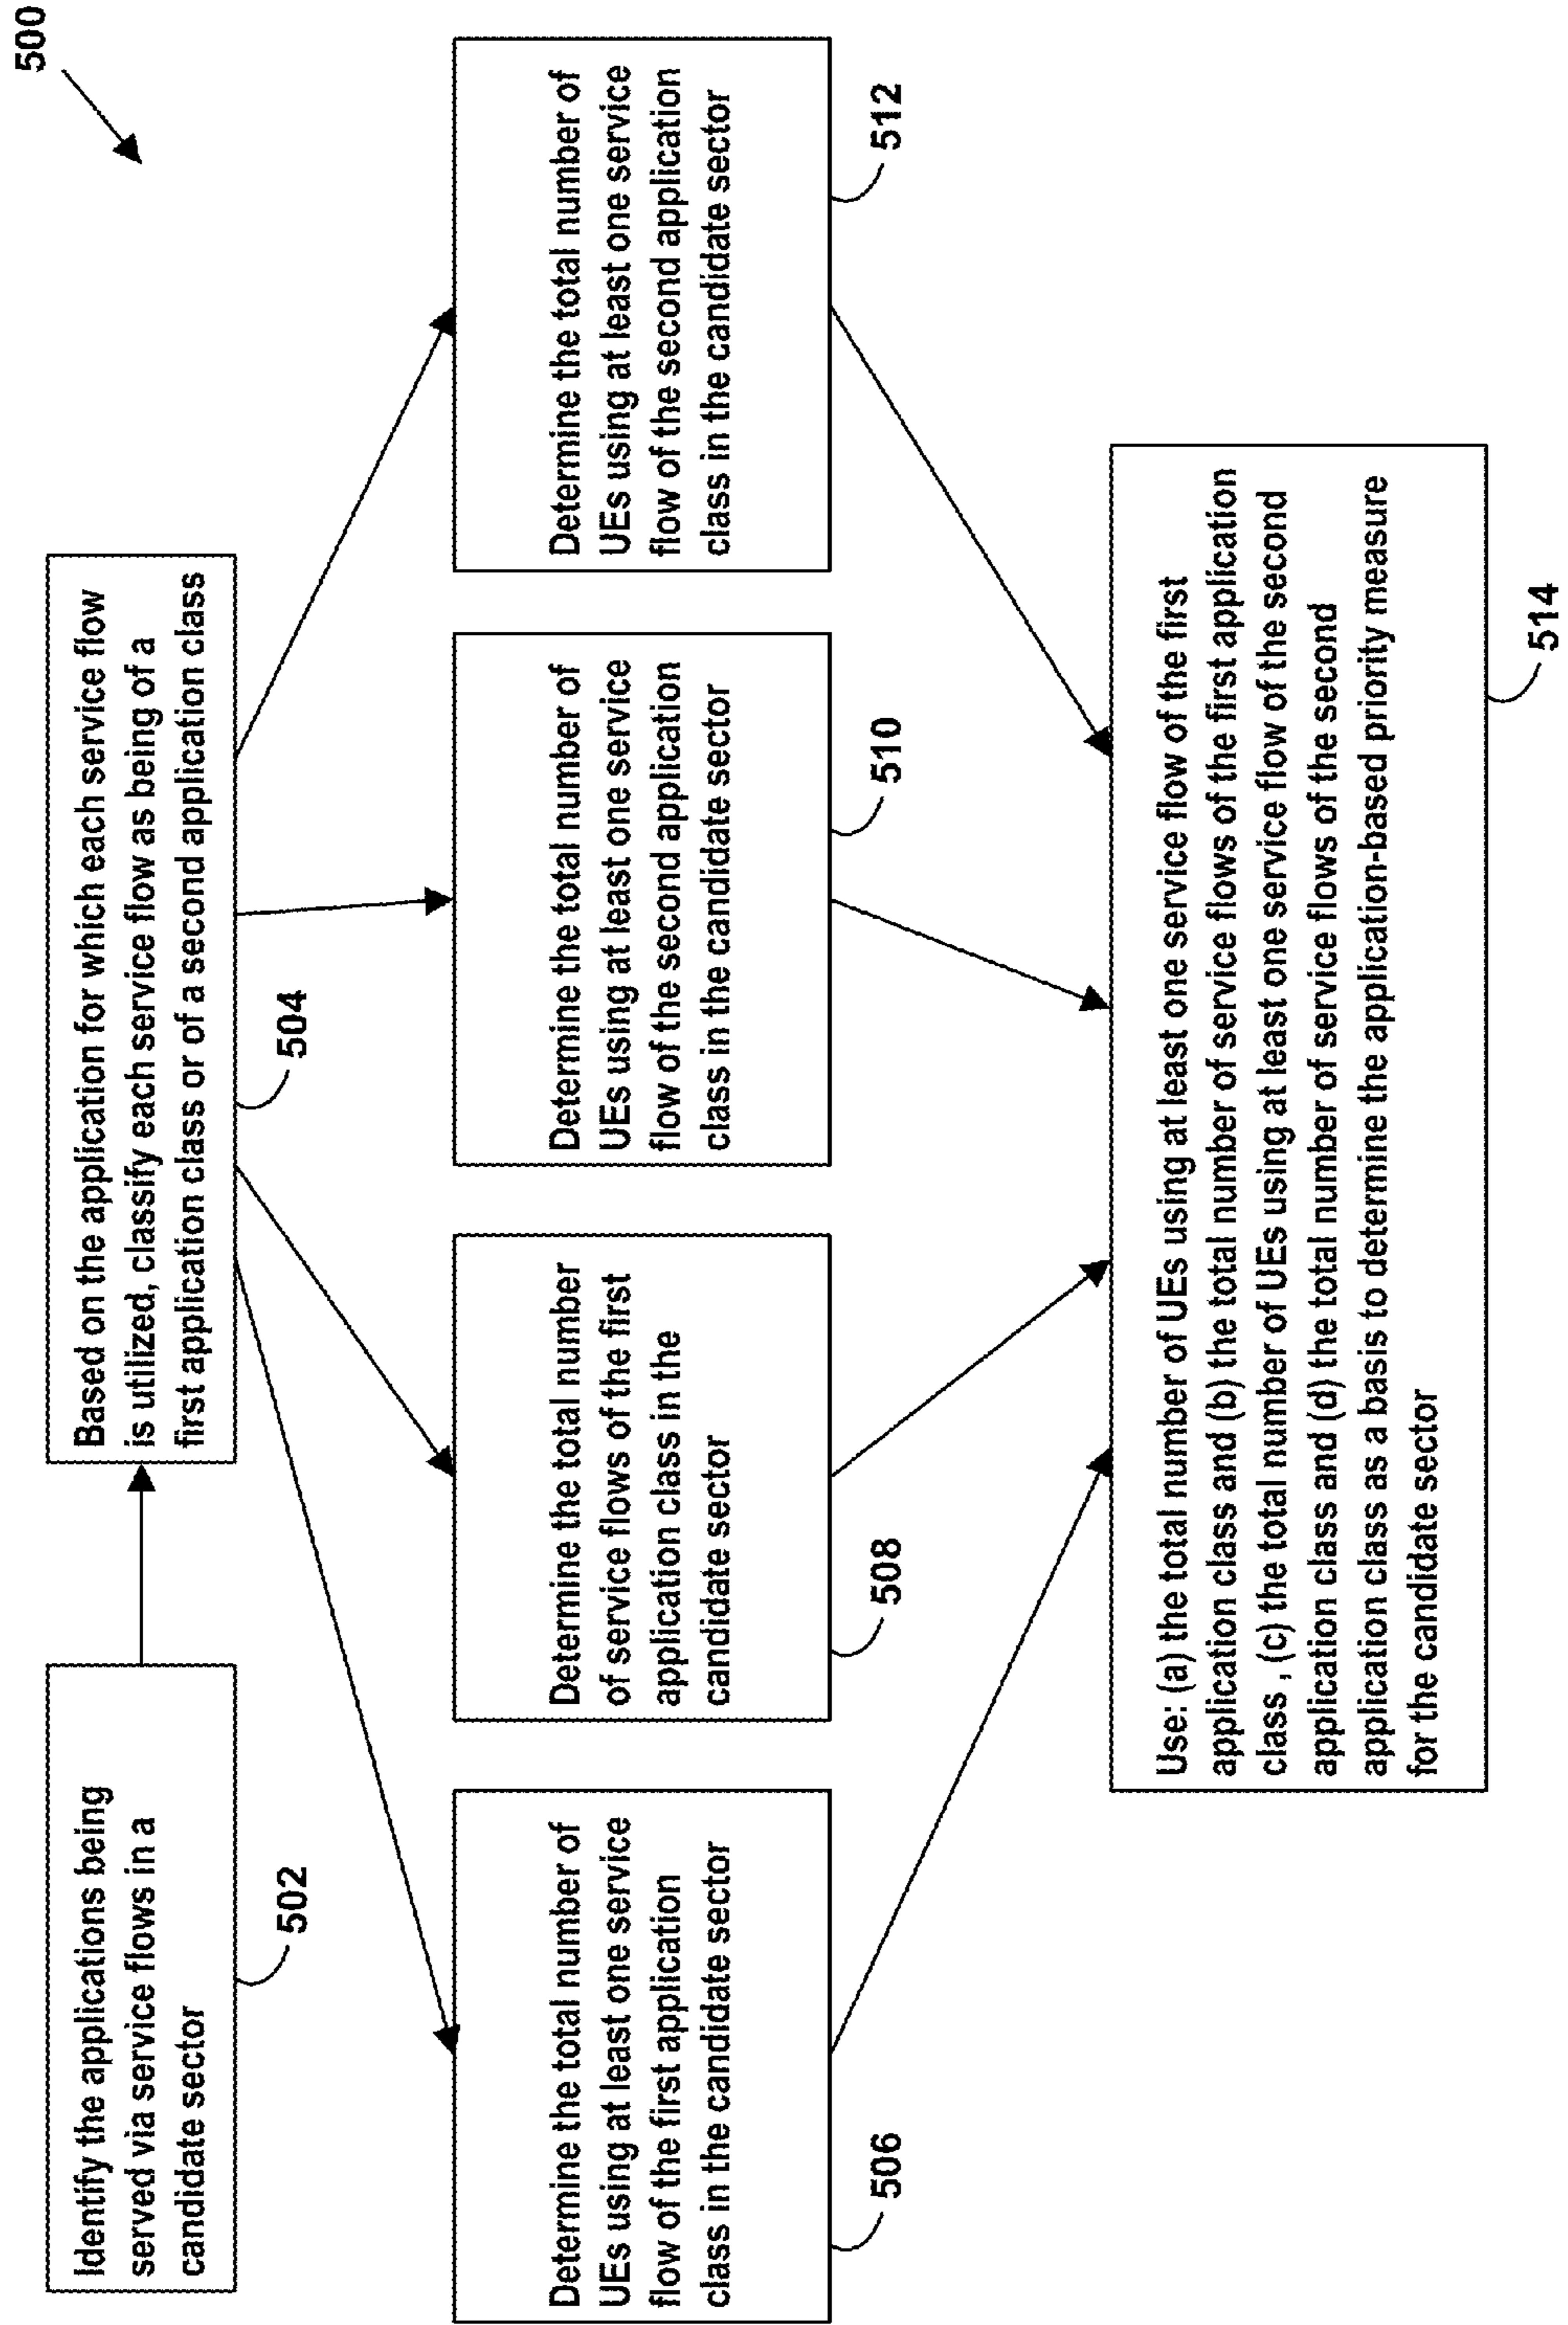 500
Identify the applications being
served via service flows in a
candidate sector
502
Based on the application for which each service flow
is utilized, classify each service flow as being of a
first application class or of a second application class
504
Determine the total number of
UEs using at least one service
flow of the first application
class in the candidate sector
506
Determine the total number
of service flows of the first
application class in the
candidate sector
508
Determine the total number of
UEs using at least one service
flow of the second application
class in the candidate sector
510
Determine the total number of
UEs using at least one service
flow of the second application
class in the candidate sector
512
Use: (a) the total number of UEs using at least one service flow of the first
application class and (b) the total number of service flows of the first application
class , (c) the total number of UEs using at least one service flow of the second
application class and (d) the total number of service flows of the second
application class as a basis to determine the application-based priority measure
for the candidate sector
514